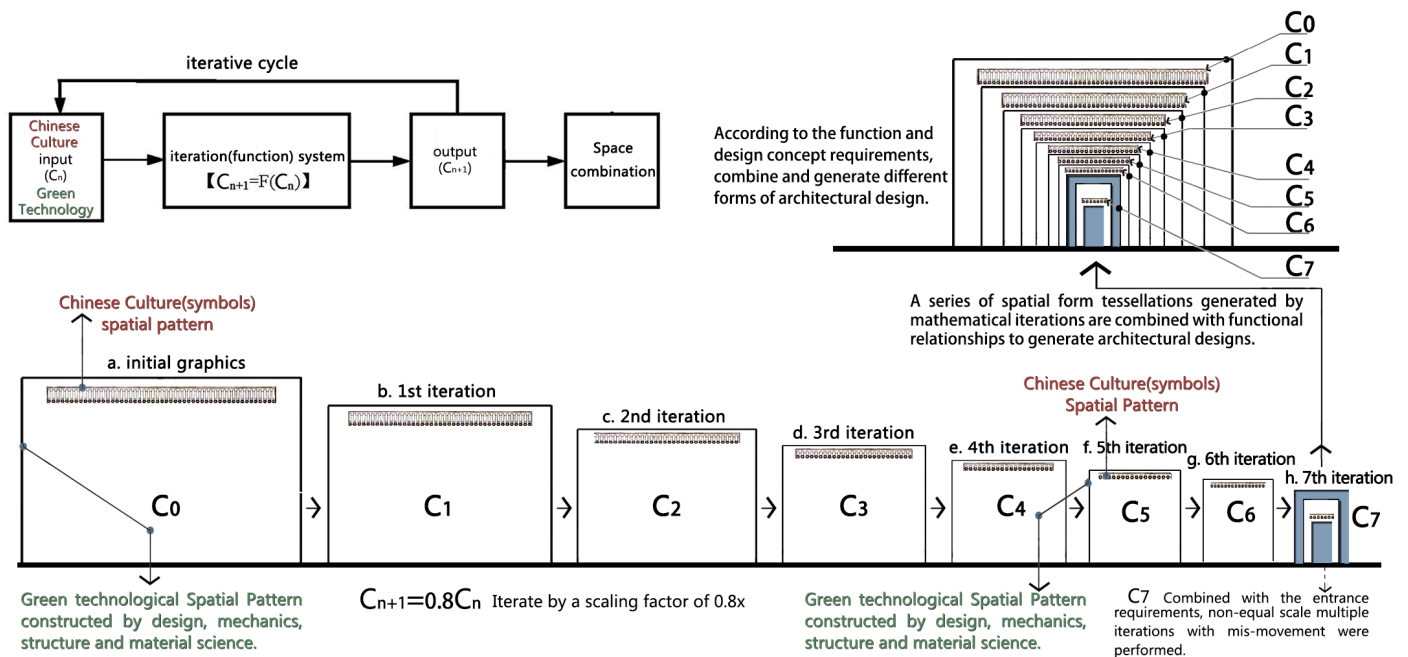 iterative cycle
Chinese
Culture
input
(Cn)
Green
Technology
iteration(function) system
【Cn+1=F(Cn)】
output
(Cn+1)
Space
combination
According to the function and
design concept requirements,
combine and generate different
forms of architectural design.
C0
C1
C2
C3
C4
C5
C6
C7
A series of spatial form tessellations generated by
mathematical iterations are combined with functional
relationships to generate architectural designs.
Chinese Culture(symbols)
spatial pattern
a. initial graphics
b. 1st iteration
c. 2nd iteration
d. 3rd iteration
e. 4th iteration
Chinese Culture(symbols)
Spatial Pattern
f. 5th iteration
g. 6th iteration
h. 7th iteration
C0
C1
C2
C3
C4
C5
C6
C7
Green technological Spatial Pattern
constructed by design, mechanics,
structure and material science.
Cn+1=0.8Cn Iterate by a scaling factor of 0.8x
Green technological Spatial Pattern
constructed by design, mechanics,
structure and material science.
C7 Combined with the entrance
requirements, non-equal scale multiple
iterations with mis-movement were
performed.